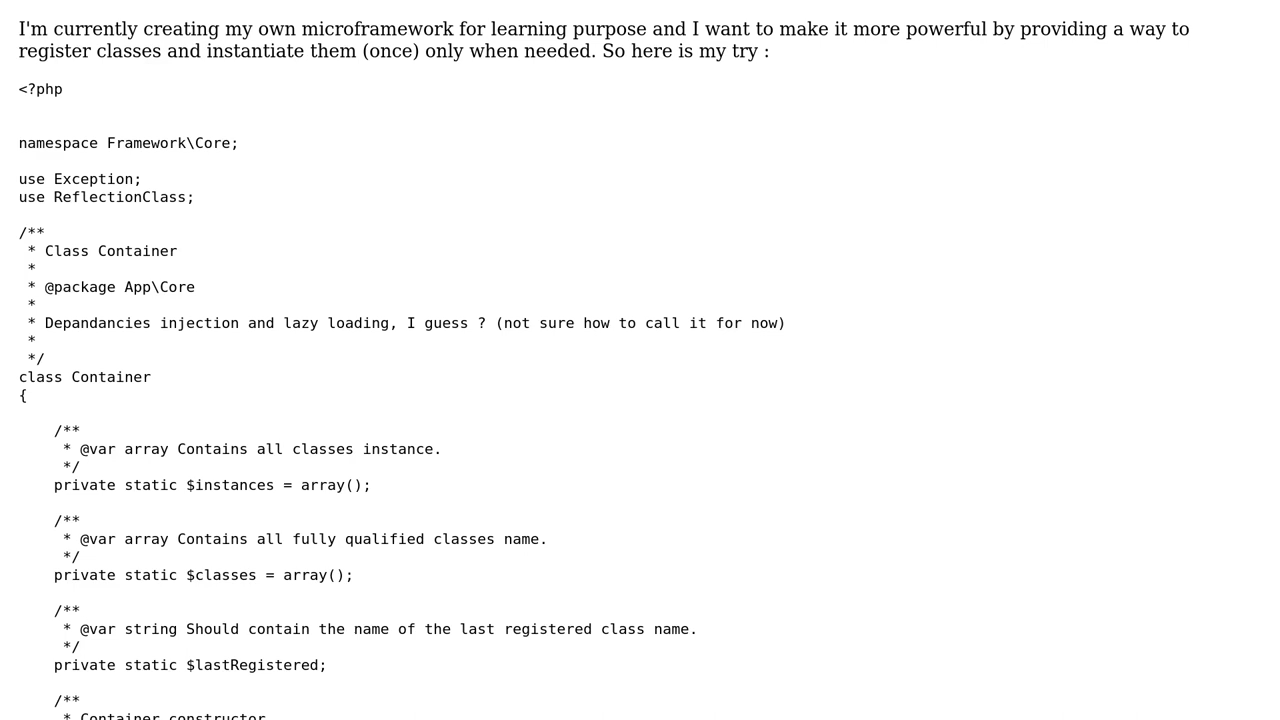 I'm currently creating my own microframework for learning purpose and I want to make it more powerful by providing a way to
register classes and instantiate them (once) only when needed. So here is my try :
<?php
namespace Framework\Core;
use Exception;
use ReflectionClass;
/**
 * Class Container
 *
 * @package App\Core
 *
 * Depandancies injection and lazy loading, I guess ? (not sure how to call it for now)
 *
 */
class Container
{
    /**
     * @var array Contains all classes instance.
     */
    private static $instances = array();
    /**
     * @var array Contains all fully qualified classes name.
     */
    private static $classes = array();
    /**
     * @var string Should contain the name of the last registered class name.
     */
    private static $lastRegistered;
    /**
     * Container constructor